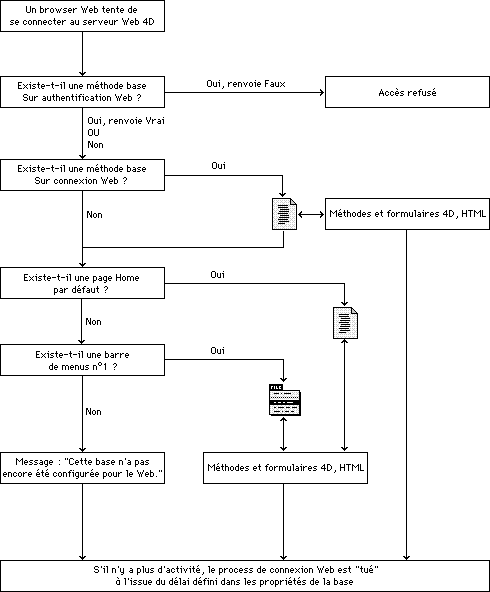 Un browser Web tente de
se connecter au serveur Web 4D
Existe-t-il une méthode base
Sur authentification Web ?
Oui, renvoie Faux
Accès refusé
Oui, renvoie Vrai
OU
Non
Existe-t-il une méthode base
Sur connexion Web ?
Oui
Non
Méthodes et formulaires 4D, HTML
Existe-t-il une page Home
par défaut ?
Oui
Non
Existe-t-il une barre
de menus n°1 ?
Oui
FILE
Non
Message : "Cette base n'a pas
encore été configurée pour le Web."
Méthodes et formulaires 4D, HTML
S'il n'y a plus d'activité, le process de connexion Web est "tué"
à l'issue du délai défini dans les propriétés de la base